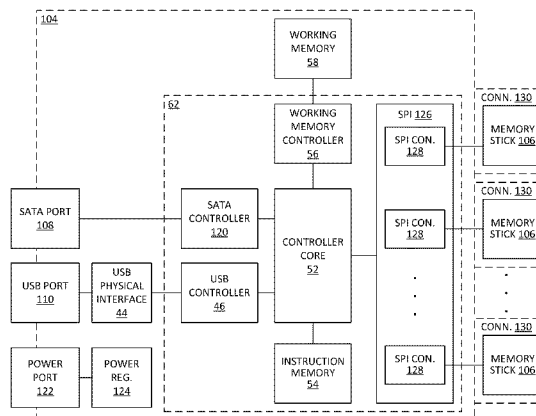 104
WORKING
MEMORY
58
62
WORKING
MEMORY
CONTROLLER
56
SPI 126
SPI CON.
128
CONN. 130
MEMORY
STICK 106
SATA PORT
108
SATA
CONTROLLER
120
CONTROLLER
CORE
52
SPI CON.
128
CONN. 130
MEMORY
STICK 106
USB PORT
110
USB
PHYSICAL
INTERFACE
44
USB
CONTROLLER
46
POWER
PORT
122
POWER
REG.
124
INSTRUCTION
MEMORY
54
SPI CON.
128
CONN. 130
MEMORY
STICK 106